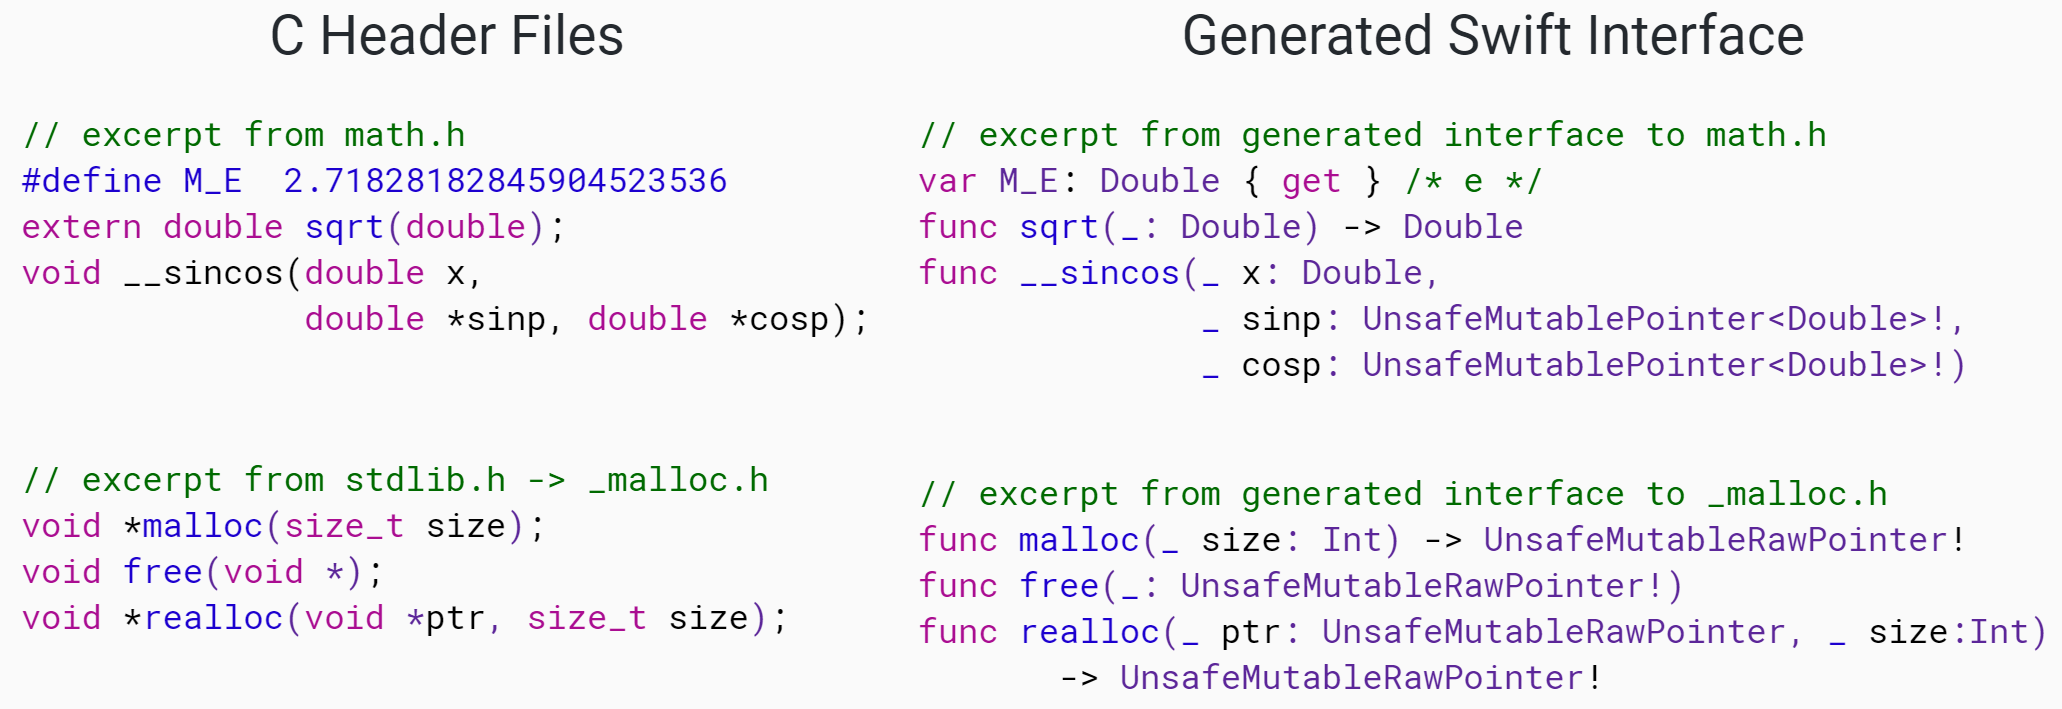 C Header Files
// excerpt from math.h
#define M_E  2.71828182845904523536
extern double sqrt(double);
void __sincos(double x,
              double *sinp, double *cosp);
// excerpt from stdlib.h -> _malloc.h
void *malloc(size_t size);
void free(void *);
void *realloc(void *ptr, size_t size);
Generated Swift Interface
// excerpt from generated interface to math.h
var M_E: Double { get } /* e */
func sqrt(_: Double) -> Double
func __sincos(_ x: Double,
              _ sinp: UnsafeMutablePointer<Double>!,
              _ cosp: UnsafeMutablePointer<Double>!)
// excerpt from generated interface to _malloc.h
func malloc(_ size: Int) -> UnsafeMutableRawPointer!
func free(_: UnsafeMutableRawPointer!)
func realloc(_ ptr: UnsafeMutableRawPointer, _ size:Int)
       -> UnsafeMutableRawPointer!